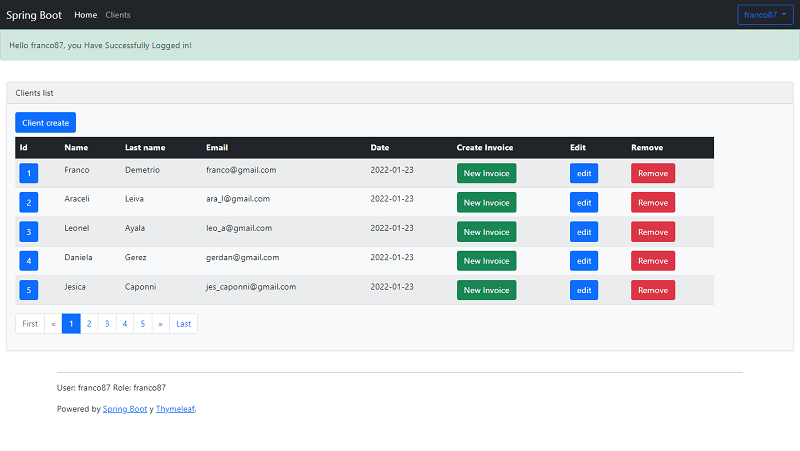 Spring Boot Home Clients franco87
Hello franco87, you Have Successfully Logged in!
Clients list
Client create
Id Name Last name Email Date Create Invoice Edit Remove
1 Franco Demetrio franco@gmail.com 2022-01-23 New Invoice edit Remove
2 Araceli Leiva ara_l@gmail.com 2022-01-23 New Invoice edit Remove
3 Leonel Ayala leo_a@gmail.com 2022-01-23 New Invoice edit Remove
4 Daniela Gerez gerdan@gmail.com 2022-01-23 New Invoice edit Remove
5 Jesica Caponni jes_caponni@gmail.com 2022-01-23 New Invoice edit Remove
First « 1 2 3 4 5 » Last
User: franco87 Role: franco87
Powered by Spring Boot y Thymeleaf.